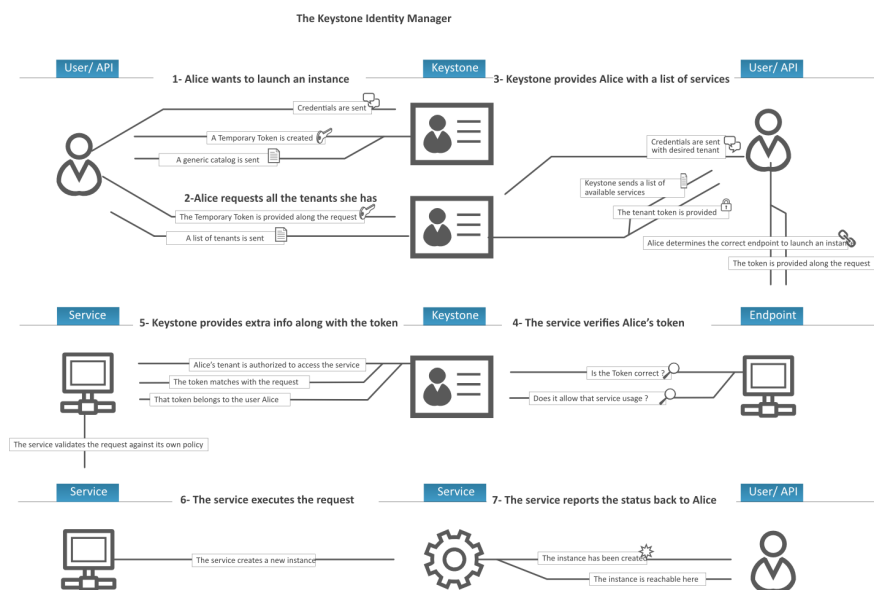 The Keystone Identity Manager
User/ API
Keystone
User/ API
1- Alice wants to launch an instance
3- Keystone provides Alice with a list of services
Credentials are sent
A Temporary Token is created
A generic catalog is sent
Credentials are sent
with desired tenant
2-Alice requests all the tenants she has
The Temporary Token is provided along the request
A list of tenants is sent
Keystone sends a list of
available services
The tenant token is provided
Alice determines the correct endpoint to launch an instance
The token is provided along the request
Service
Keystone
Endpoint
5- Keystone provides extra info along with the token
4- The service verifies Alice's token
Alice's tenant is authorized to access the service
The token matches with the request
That token belongs to the user Alice
Is the Token correct ?
Does it allow that service usage ?
The service validates the request against its own policy
Service
Service
User/ API
6- The service executes the request
7- The service reports the status back to Alice
The service creates a new instance
The instance has been created
The instance is reachable here